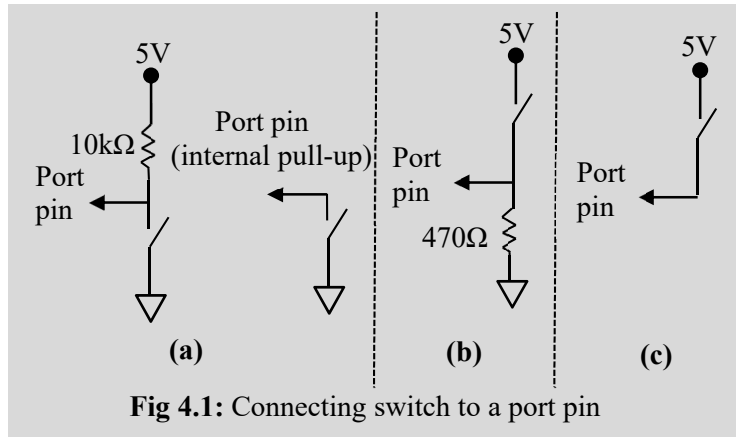 5V
10kΩ
Port
pin
Port pin
(internal pull-up)
(a)
5V
Port
pin
470Ω
(b)
5V
Port
pin
(c)
Fig 4.1: Connecting switch to a port pin